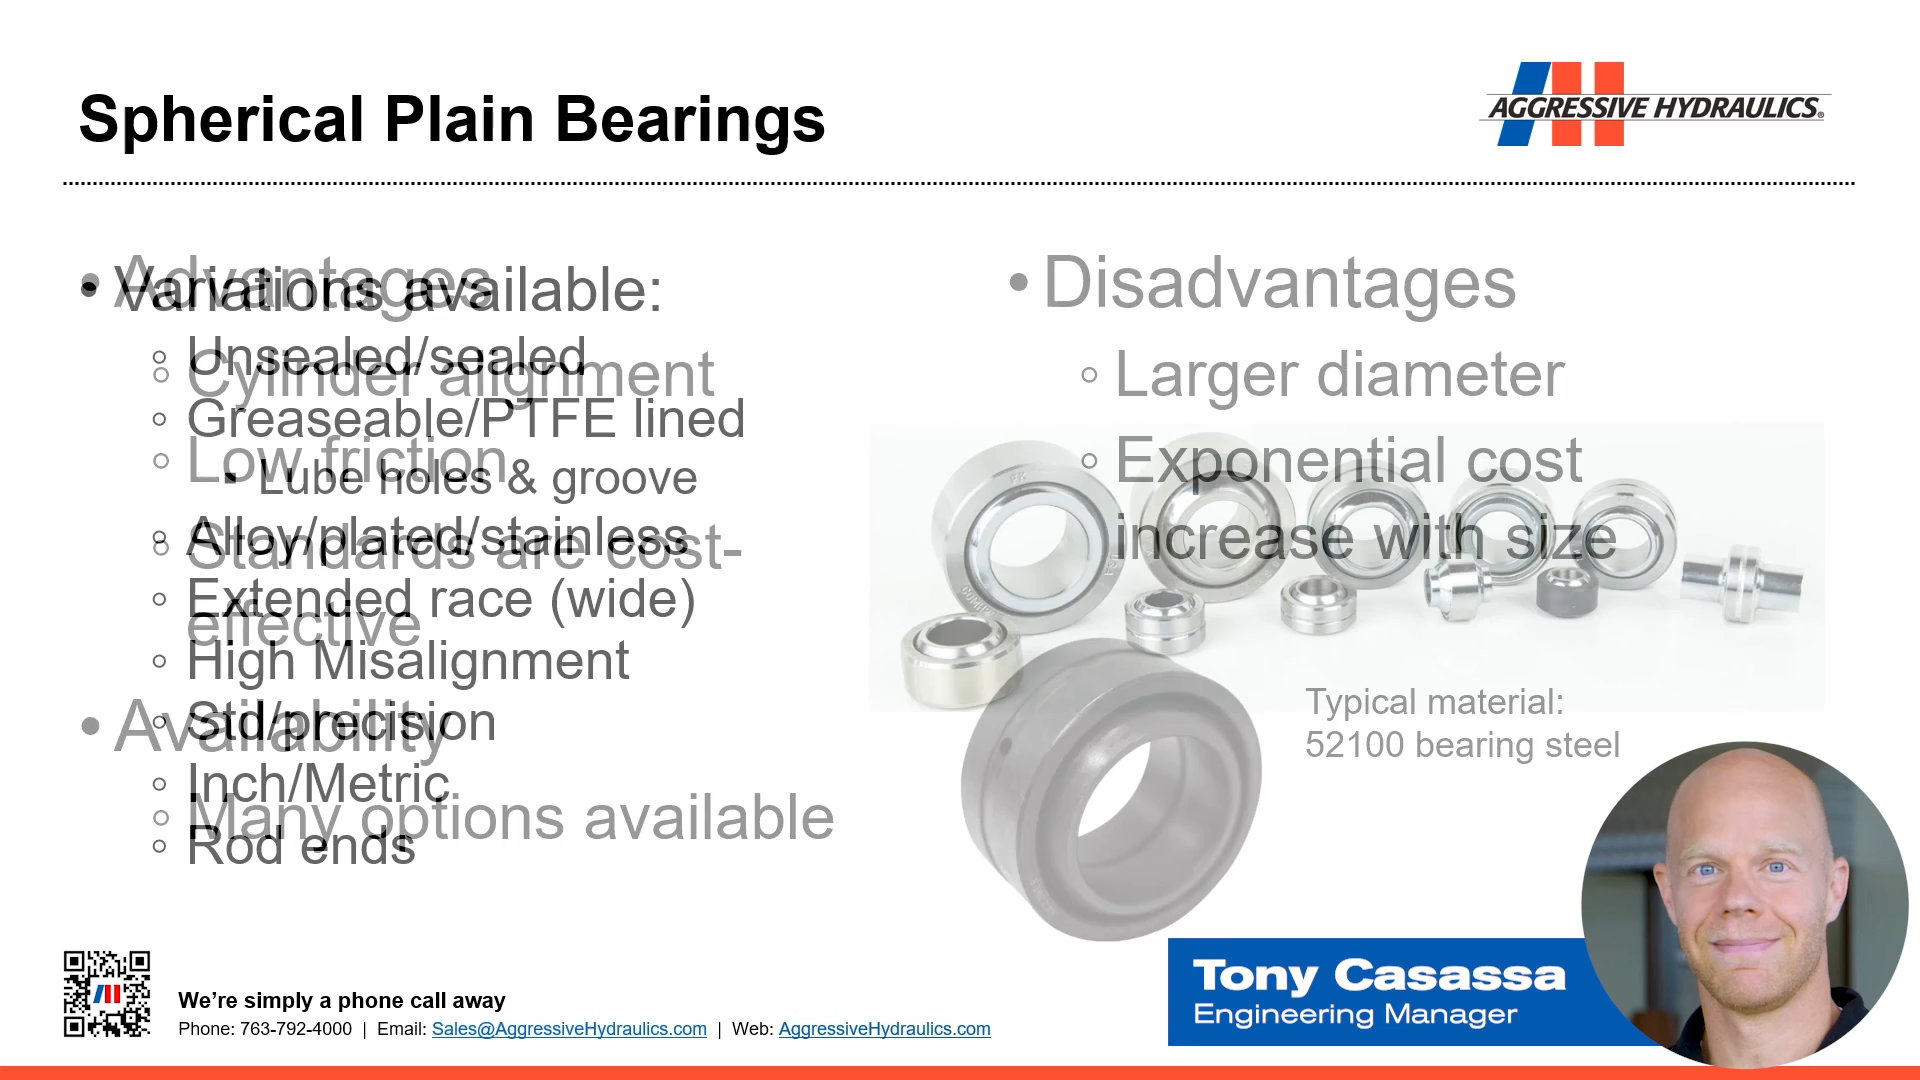 Spherical Plain Bearings
AGGRESSIVE HYDRAULICS®
• Advantages
◦ Cylinder alignment
◦ Low friction
◦ Standards are cost-
effective
• Availability
◦ Many options available
• Variations available:
◦ Unsealed/sealed
◦ Greaseable/PTFE lined
▪ Lube holes & groove
◦ Alloy/plated/stainless
◦ Extended race (wide)
◦ High Misalignment
◦ Std/precision
◦ Inch/Metric
◦ Rod ends
• Disadvantages
◦ Larger diameter
◦ Exponential cost
increase with size
Typical material:
52100 bearing steel
Tony Casassa
Engineering Manager
We’re simply a phone call away
Phone: 763-792-4000 | Email: Sales@AggressiveHydraulics.com | Web: AggressiveHydraulics.com